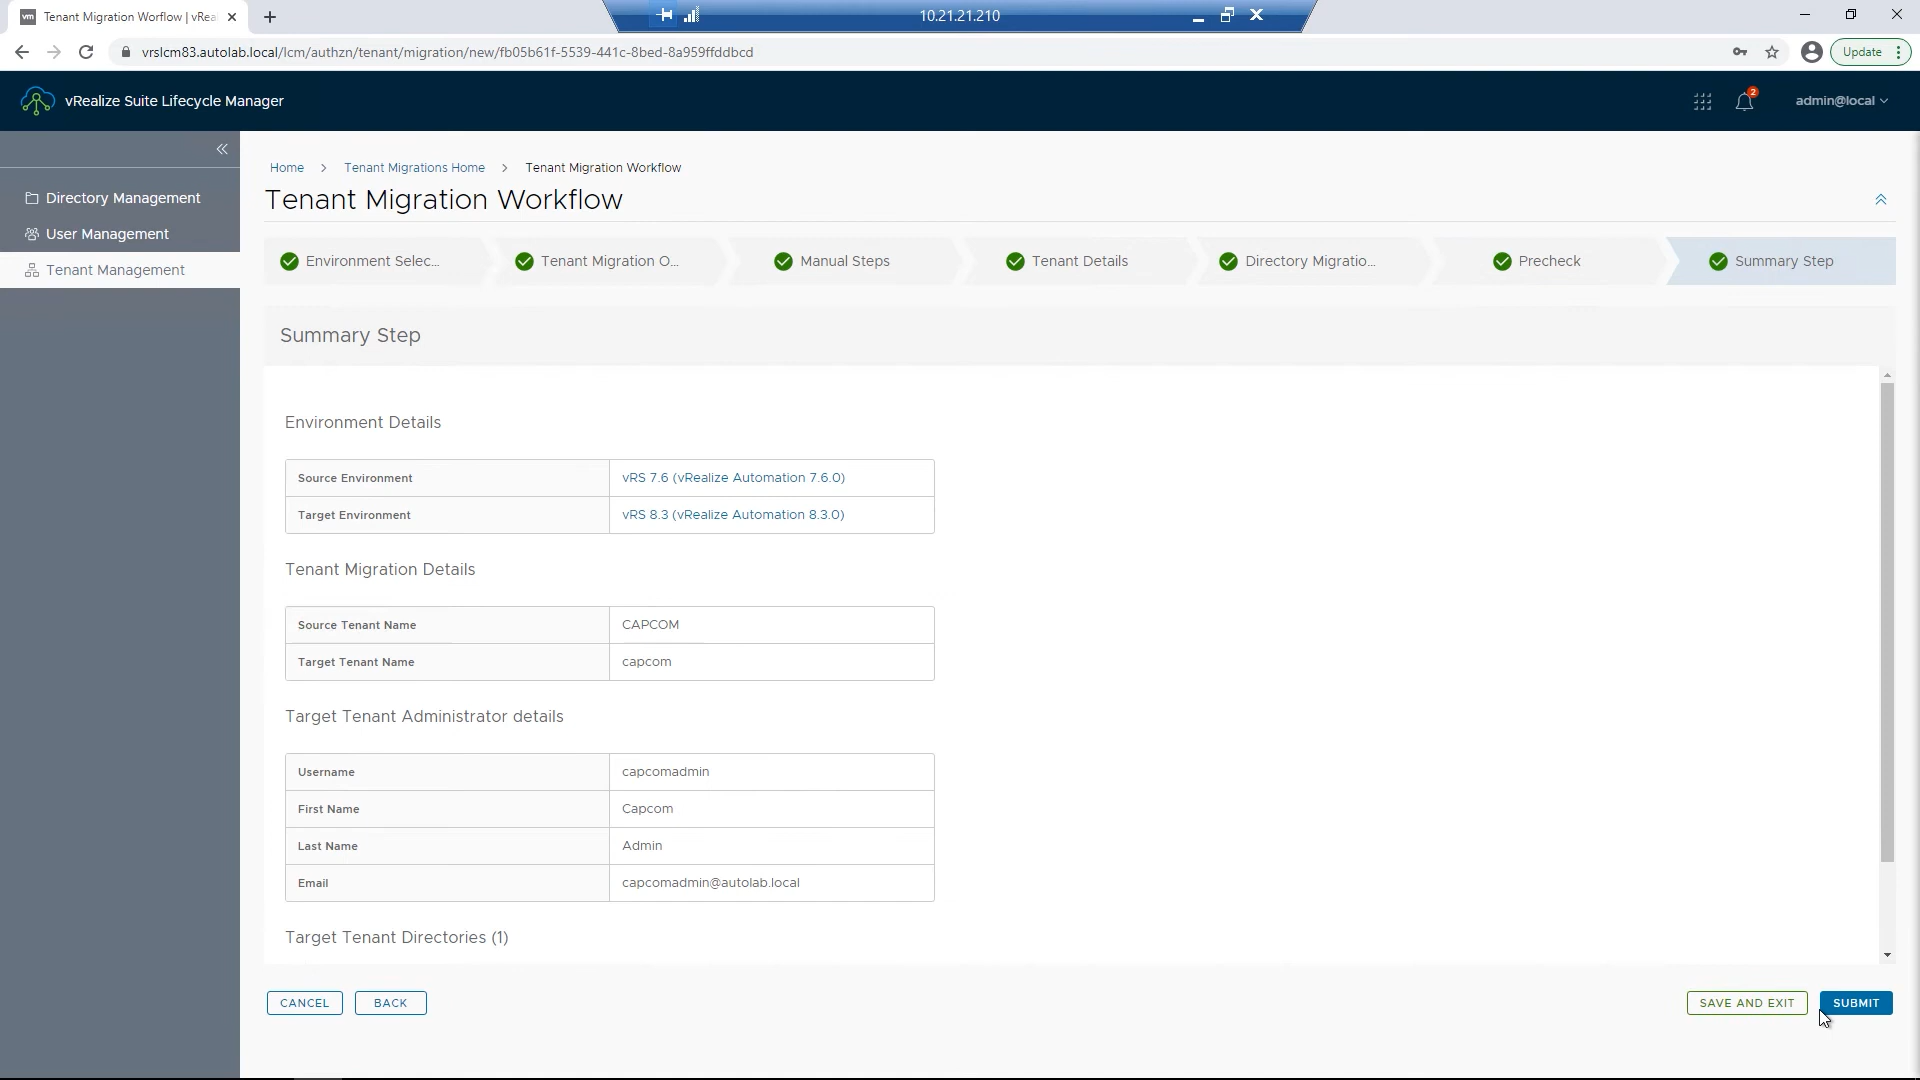 Tenant Migration Worflow | vRea
10.21.21.210
vrslcm83.autolab.local/lcm/authzn/tenant/migration/new/fb05b61f-5539-441c-8bed-8a959ffddbcd
Update
vm
vRealize Suite Lifecycle Manager
2
admin@local
Directory Management
User Management
Tenant Management
Home > Tenant Migrations Home > Tenant Migration Workflow
Tenant Migration Workflow
Environment Selec...
Tenant Migration O...
Manual Steps
Tenant Details
Directory Migratio...
Precheck
Summary Step
Summary Step
Environment Details
Source Environment vRS 7.6 (vRealize Automation 7.6.0)
Target Environment vRS 8.3 (vRealize Automation 8.3.0)
Tenant Migration Details
Source Tenant Name CAPCOM
Target Tenant Name capcom
Target Tenant Administrator details
Username capcomadmin
First Name Capcom
Last Name Admin
Email capcomadmin@autolab.local
Target Tenant Directories (1)
CANCEL
BACK
SAVE AND EXIT
SUBMIT